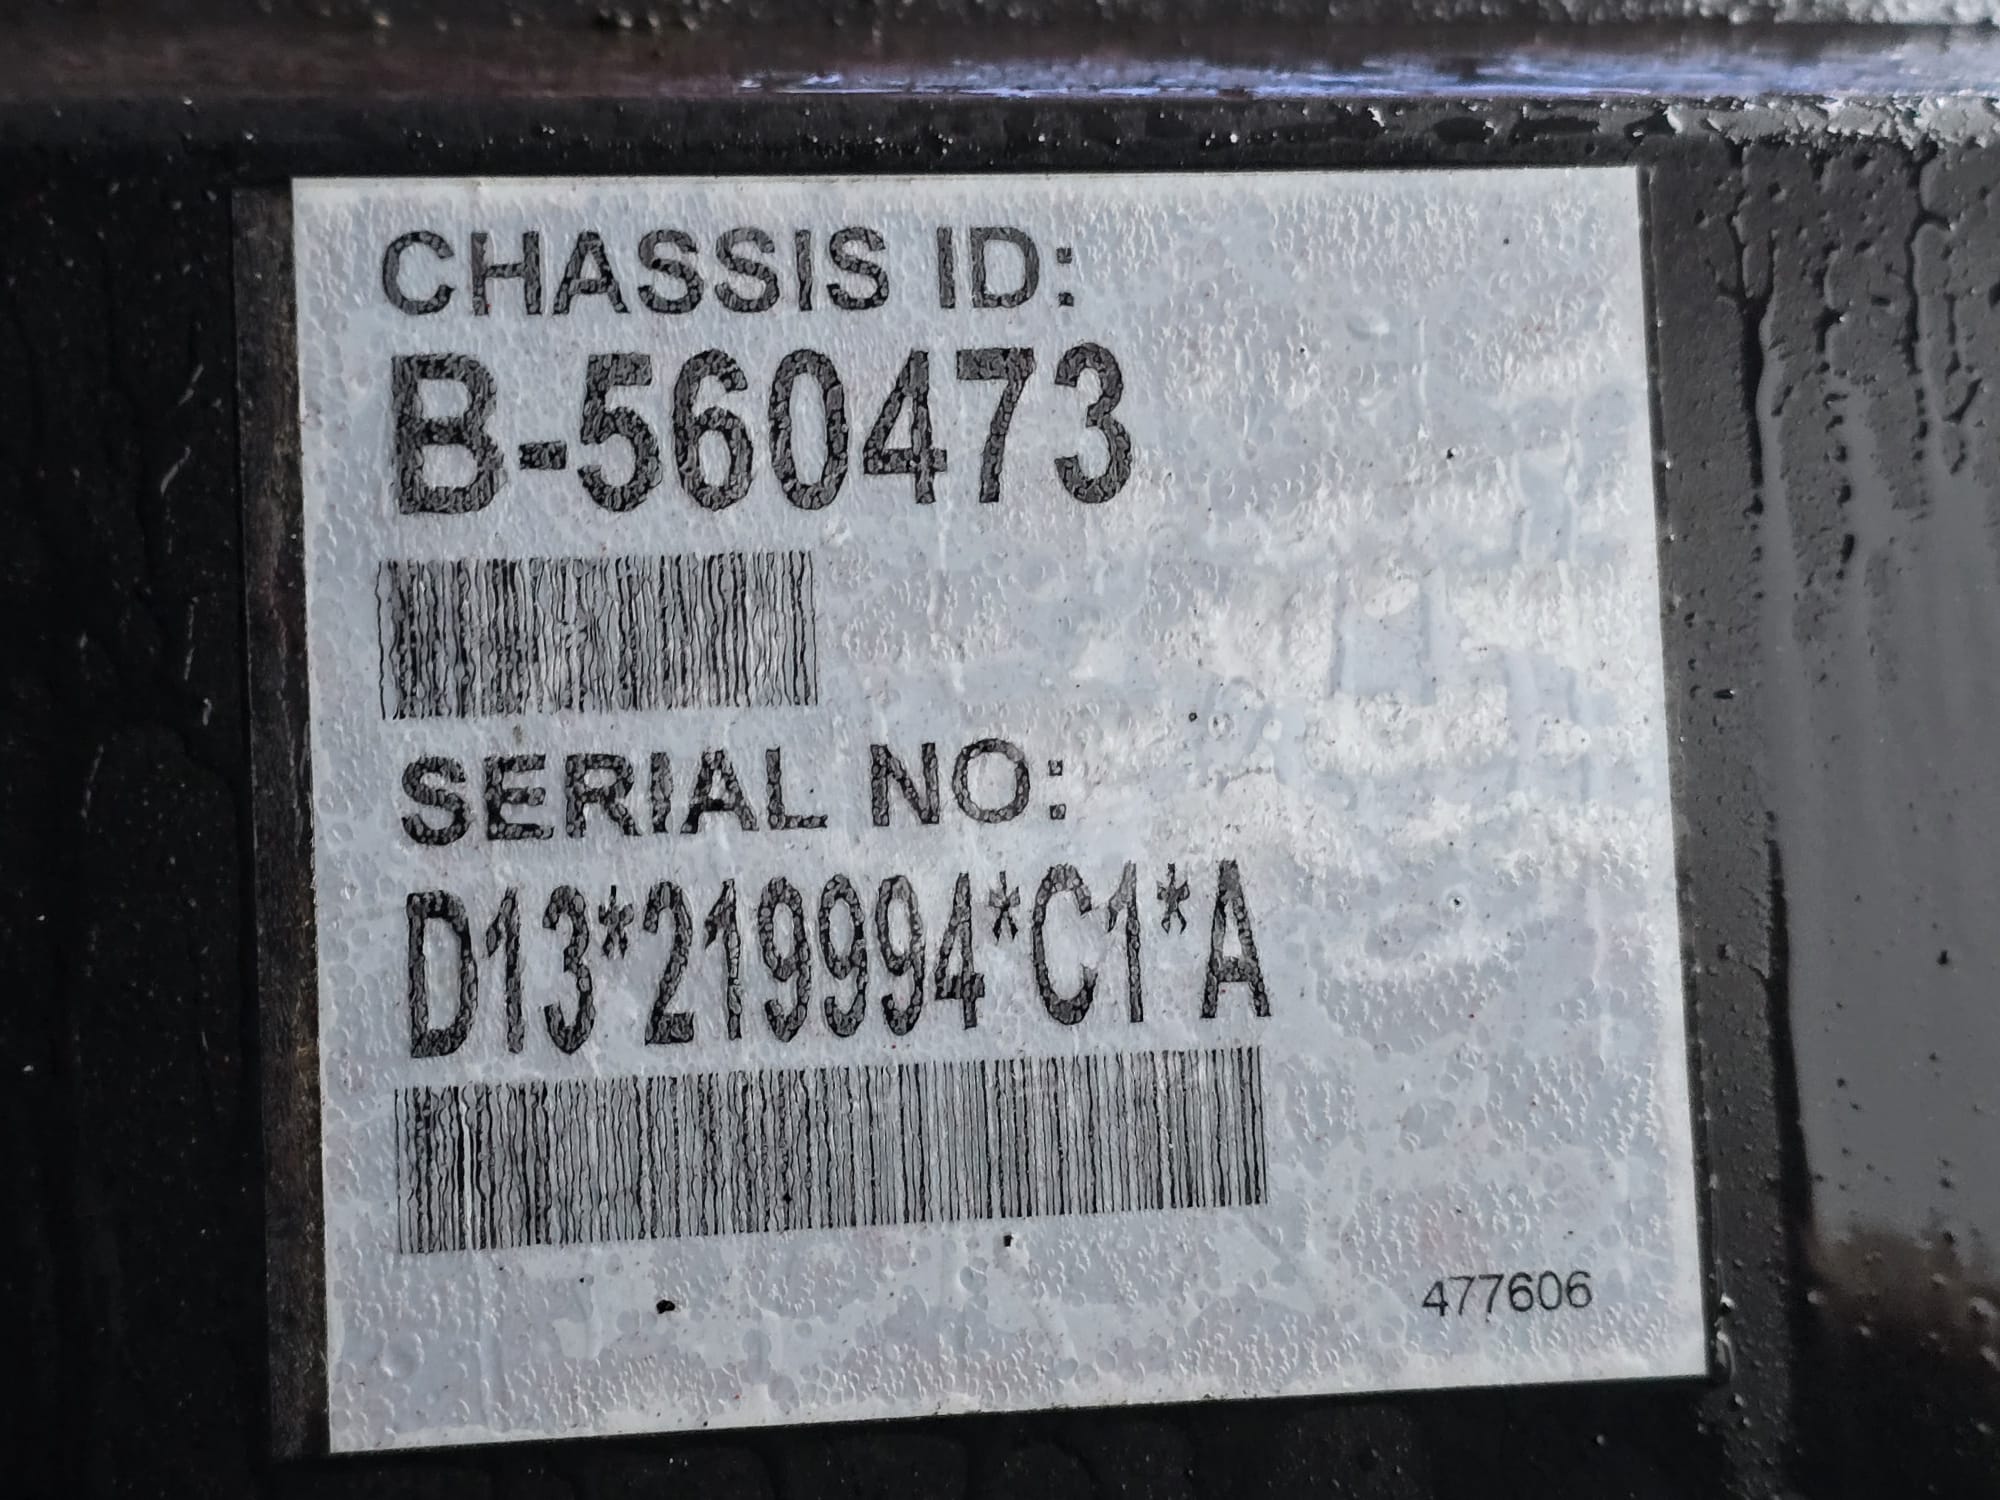 CHASSIS ID:
B-560473
SERIAL NO:
D13*219994*C1*A
477606